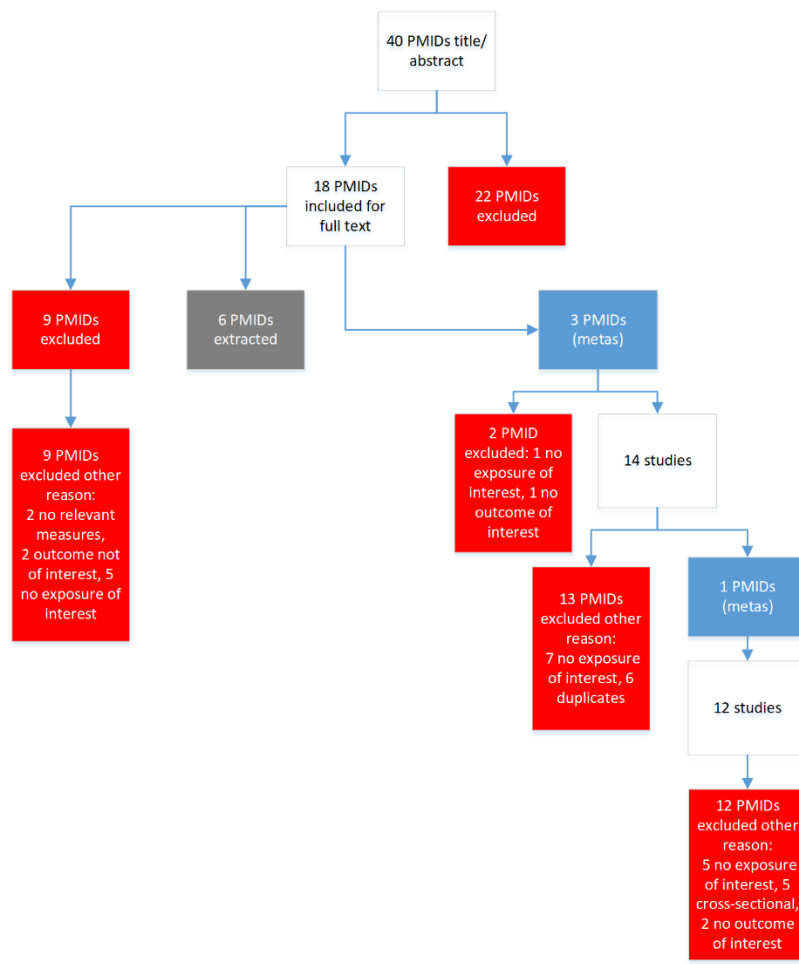 40 PMIDs title/
abstract
18 PMIDs
included for
full text
22 PMIDs
excluded
9 PMIDs
excluded
6 PMIDs
extracted
3 PMIDs
(metas)
9 PMIDs
excluded other
reason:
2 no relevant
measures,
2 outcome not
of interest, 5
no exposure of
interest
2 PMID
excluded: 1 no
exposure of
interest, 1 no
outcome of
interest
14 studies
13 PMIDs
excluded other
reason:
7 no exposure
of interest, 6
duplicates
1 PMIDs
(metas)
12 studies
12 PMIDs
excluded other
reason:
5 no exposure
of interest, 5
cross-sectional,
2 no outcome
of interest